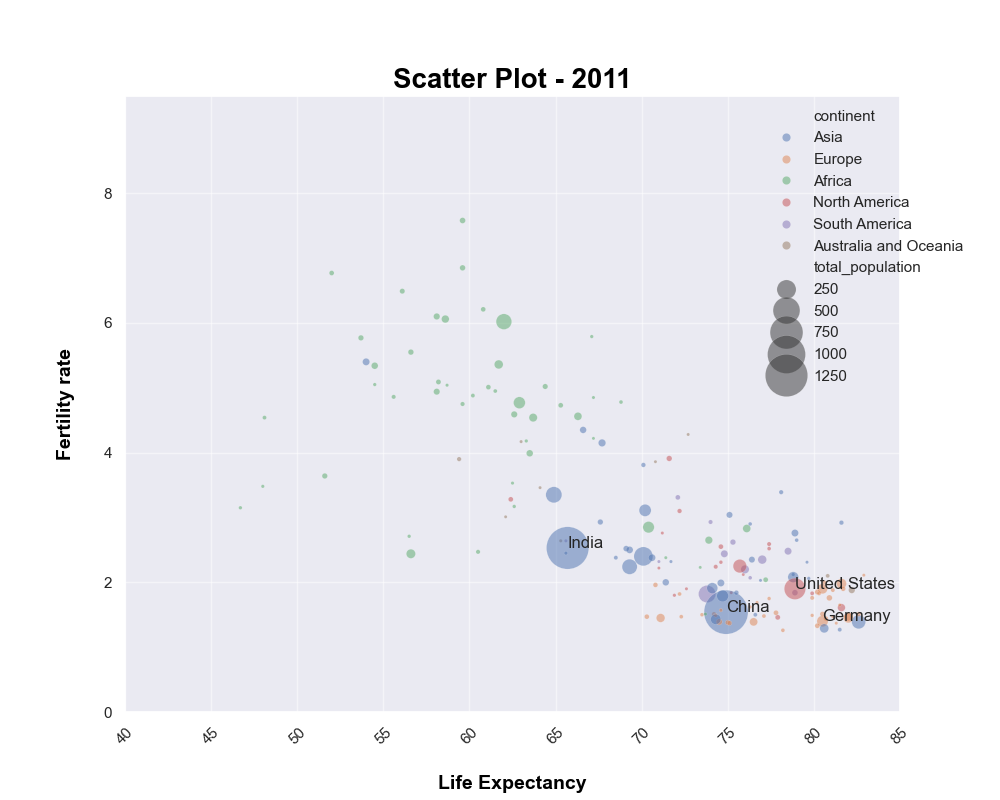 Scatter Plot - 2011
continent
Asia
Europe
Africa
North America
South America
Australia and Oceania
total_population
250
500
750
1000
1250
Fertility rate
8
6
4
2
0
India
United States
China
Germany
40 45 50 55 60 65 70 75 80 85
Life Expectancy